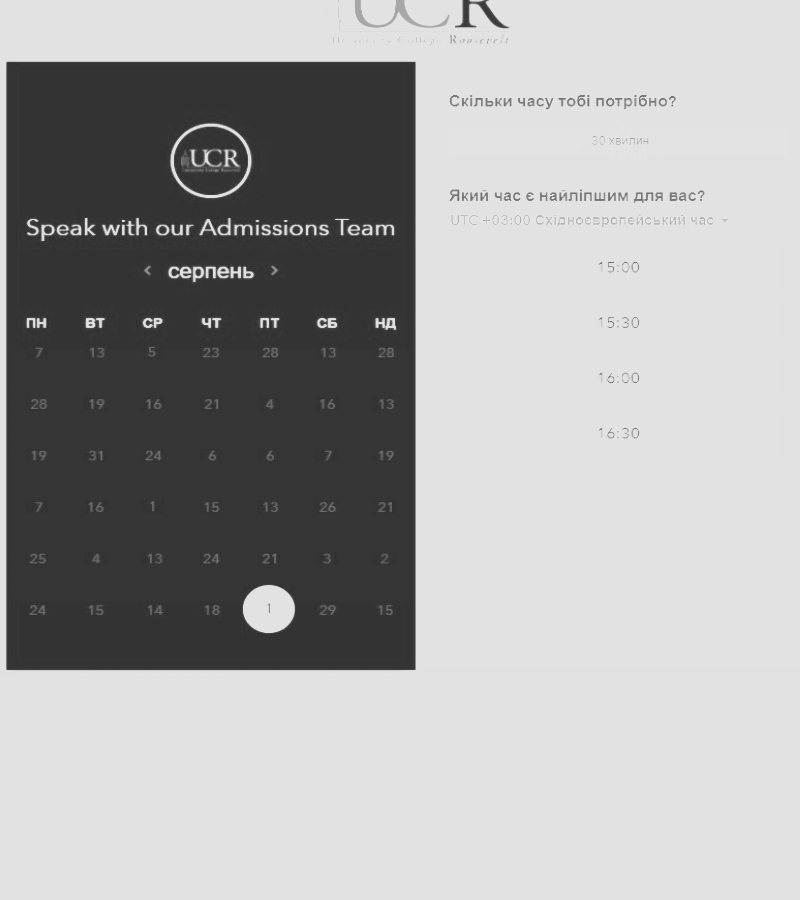 UCR
University College Roosevelt
UCR
Speak with our Admissions Team
серпень
ПН ВТ СР ЧТ ПТ СБ НД
7 13 5 23 28 13 28
28 19 16 21 4 16 13
19 31 24 6 6 7 19
7 16 1 15 13 26 21
25 4 13 24 21 3 2
24 15 14 18 1 29 15
Скільки часу тобі потрібно?
30 хвилин
Який час є найліпшим для вас?
UTC +03:00 Східноєвропейський час
15:00
15:30
16:00
16:30